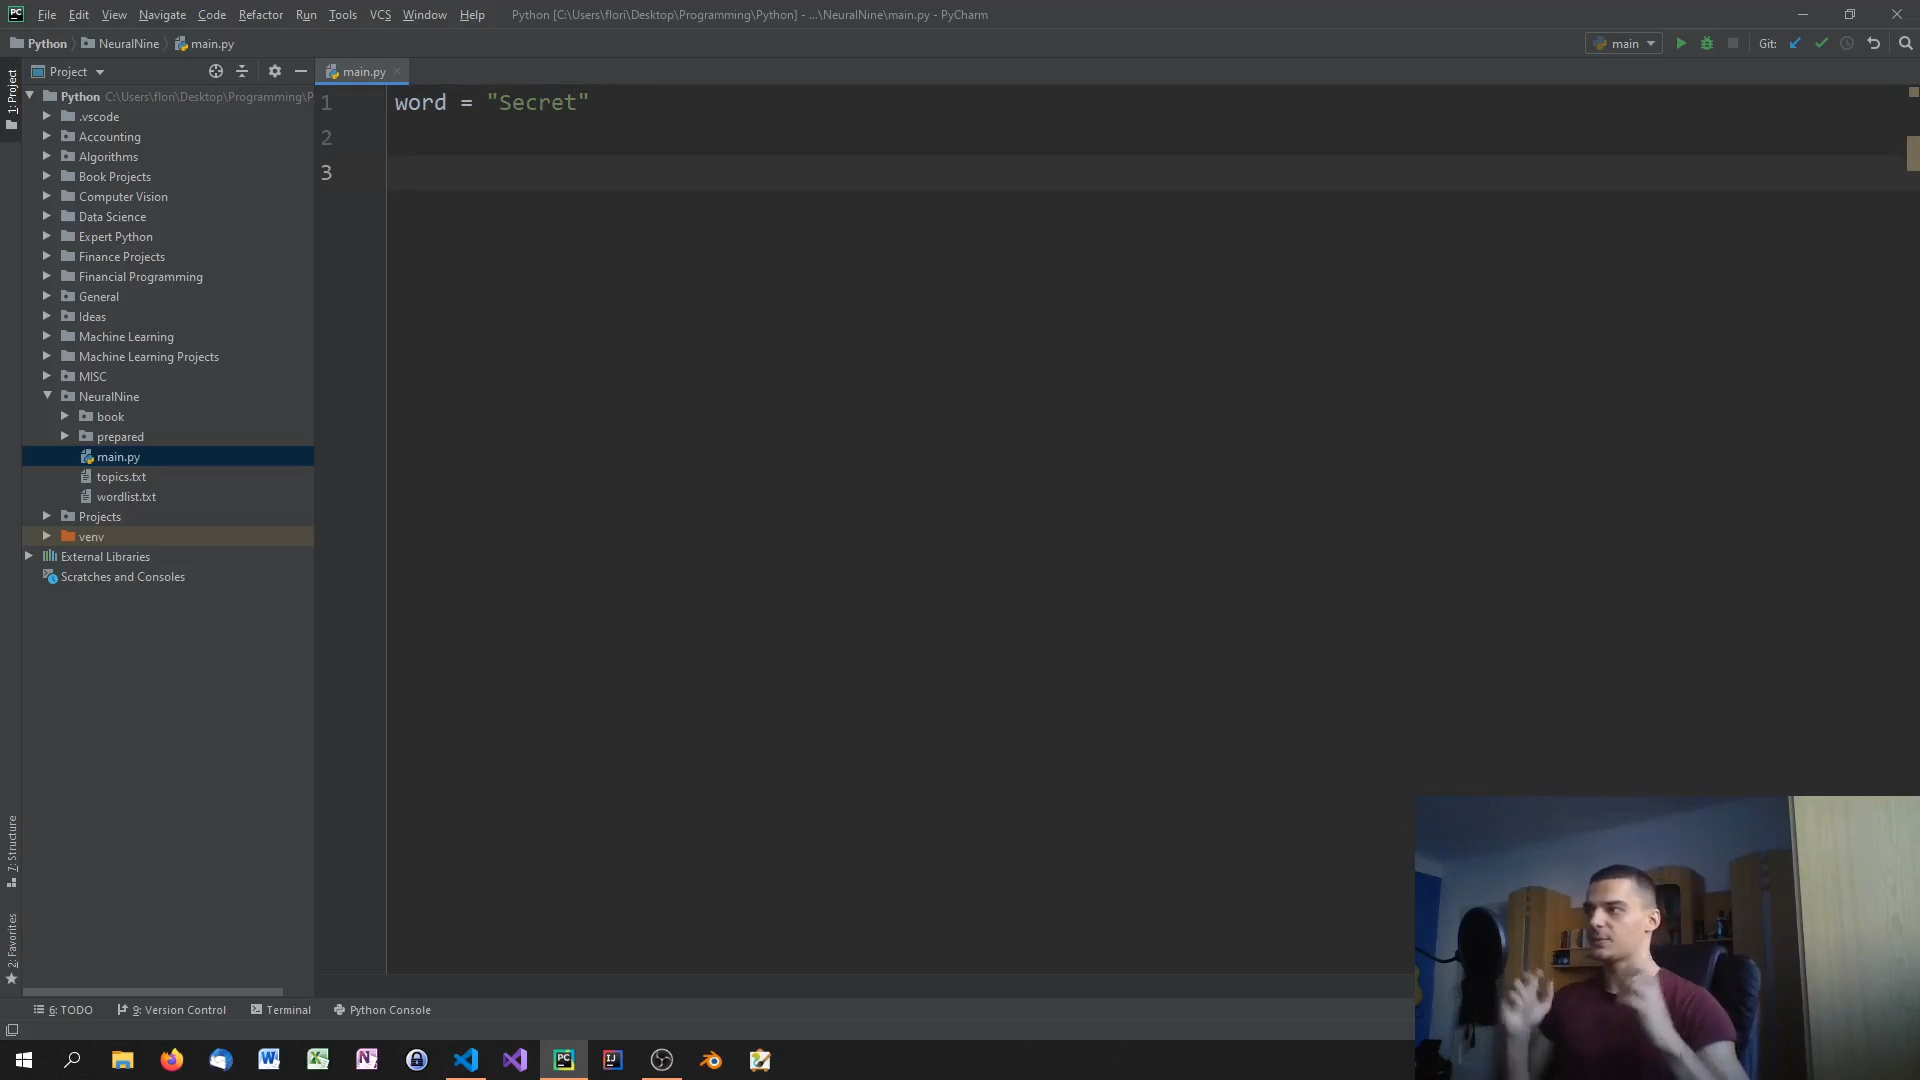 PC File Edit View Navigate Code Refactor Run Tools VCS Window Help Python [C:\Users\flori\Desktop\Programming\Python] - ...\NeuralNine\main.py - PyCharm
Python NeuralNine main.py main Git:
Project main.py
1: Project
Python C:\Users\flori\Desktop\Programming\P
.vscode
Accounting
Algorithms
Book Projects
Computer Vision
Data Science
Expert Python
Finance Projects
Financial Programming
General
Ideas
Machine Learning
Machine Learning Projects
MISC
NeuralNine
book
prepared
main.py
topics.txt
wordlist.txt
Projects
venv
External Libraries
Scratches and Consoles
1 word = "Secret"
2
3
7: Structure
2: Favorites
6: TODO 9: Version Control Terminal Python Console
W X N PC IJ